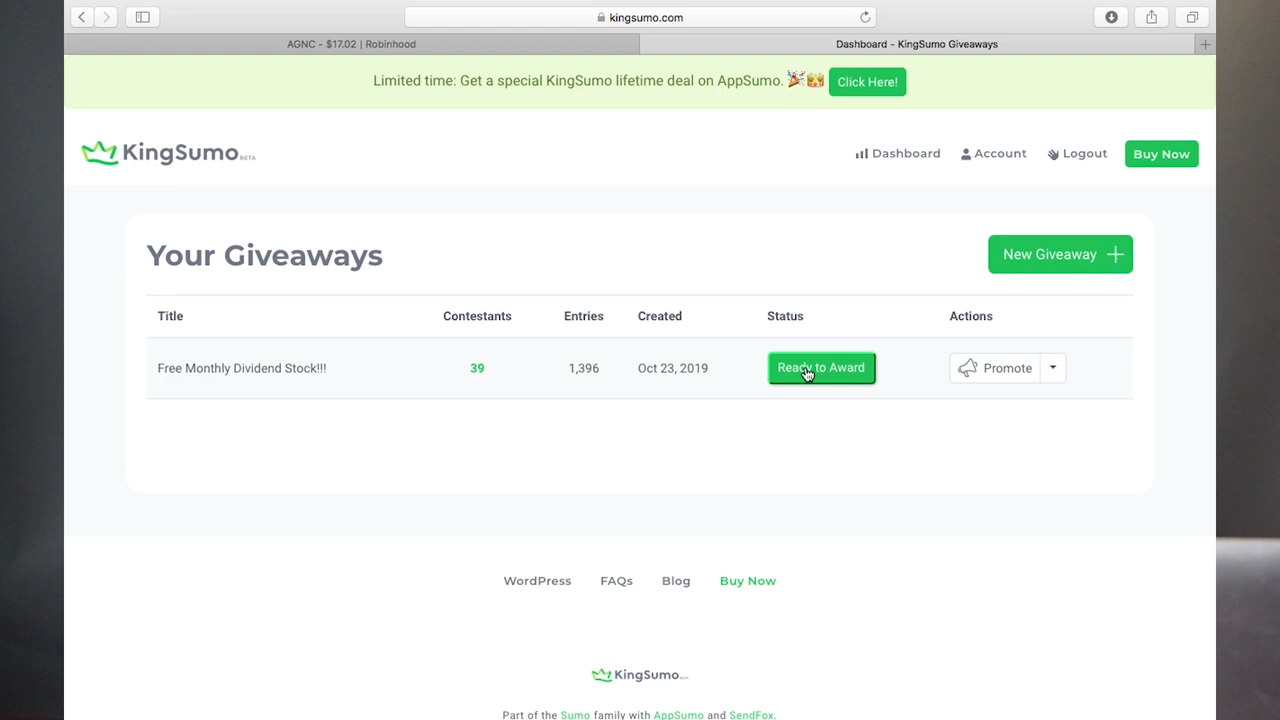 kingsumo.com
AGNC - $17.02 | Robinhood
Dashboard - KingSumo Giveaways
Limited time: Get a special KingSumo lifetime deal on AppSumo. 🎉👑 Click Here!
KingSumo BETA
Dashboard
Account
Logout
Buy Now
Your Giveaways
New Giveaway +
Title Contestants Entries Created Status Actions
Free Monthly Dividend Stock!!! 39 1,396 Oct 23, 2019 Ready to Award Promote
WordPress FAQs Blog Buy Now
KingSumo BETA
Part of the Sumo family with AppSumo and SendFox.